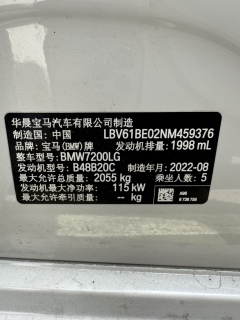 华晨宝马汽车有限公司制造
制造国：中国 LBV61BE02NM459376
品牌：宝马(BMW)牌 发动机排量：1998 mL
整车型号：BMW7200LG
发动机型号：B48B20C 制造年月：2022-08
最大允许总质量：2055 kg 乘坐人数：5
发动机最大净功率：115 kW
最大允许牵引质量：-- kg
A96